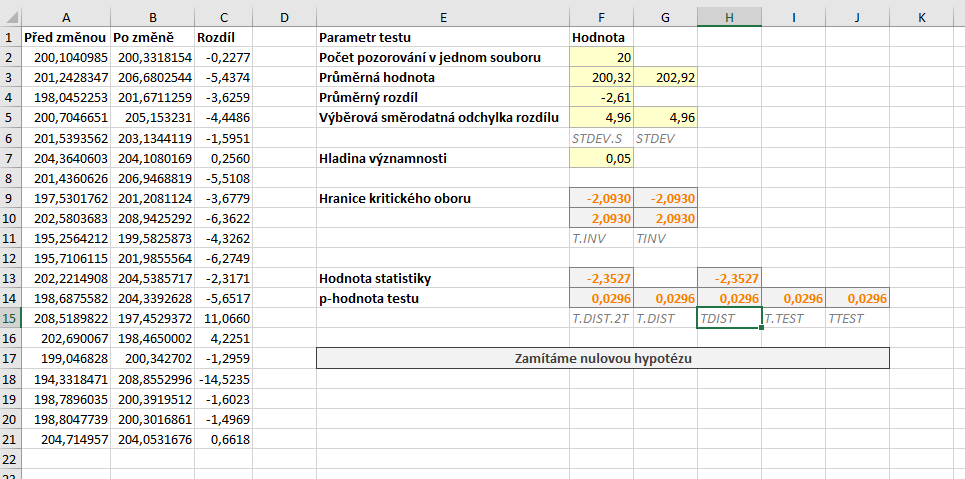 A B C D E F G H I J K
1 Před změnou Po změně Rozdíl Parametr testu Hodnota
2 200,1040985 200,3318154 -0,2277 Počet pozorování v jednom souboru 20
3 201,2428347 206,6802544 -5,4374 Průměrná hodnota 200,32 202,92
4 198,0452253 201,6711259 -3,6259 Průměrný rozdíl -2,61
5 200,7046651 205,153231 -4,4486 Výběrová směrodatná odchylka rozdílu 4,96 4,96
6 201,5393562 203,1344119 -1,5951 STDEV.S STDEV
7 204,3640603 204,1080169 0,2560 Hladina významnosti 0,05
8 201,4360626 206,9468819 -5,5108
9 197,5301762 201,2081124 -3,6779 Hranice kritického oboru -2,0930 -2,0930
10 202,5803683 208,9425292 -6,3622 2,0930 2,0930
11 195,2564212 199,5825873 -4,3262 T.INV TINV
12 195,7106115 201,9855564 -6,2749
13 202,2214908 204,5385717 -2,3171 Hodnota statistiky -2,3527 -2,3527
14 198,6875582 204,3392628 -5,6517 p-hodnota testu 0,0296 0,0296 0,0296 0,0296 0,0296
15 208,5189822 197,4529372 11,0660 T.DIST.2T T.DIST TDIST T.TEST TTEST
16 202,690067 198,4650002 4,2251
17 199,046828 200,342702 -1,2959 Zamítáme nulovou hypotézu
18 194,3318471 208,8552996 -14,5235
19 198,7896035 200,3919512 -1,6023
20 198,8047739 200,3016861 -1,4969
21 204,714957 204,0531676 0,6618
22